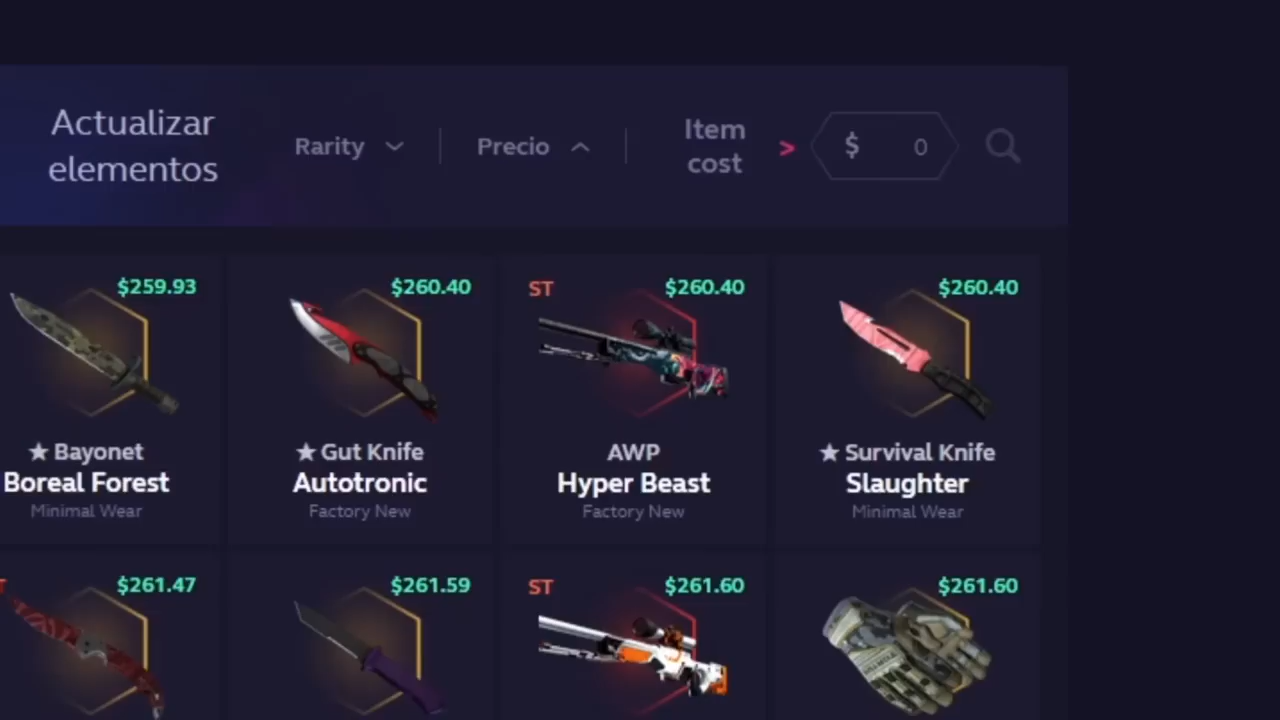 Actualizar
elementos
Rarity
Precio
Item
cost
>
$ 0
$259.93
★ Bayonet
Boreal Forest
Minimal Wear
$260.40
★ Gut Knife
Autotronic
Factory New
ST $260.40
AWP
Hyper Beast
Factory New
$260.40
★ Survival Knife
Slaughter
Minimal Wear
$261.47
$261.59
ST $261.60
$261.60